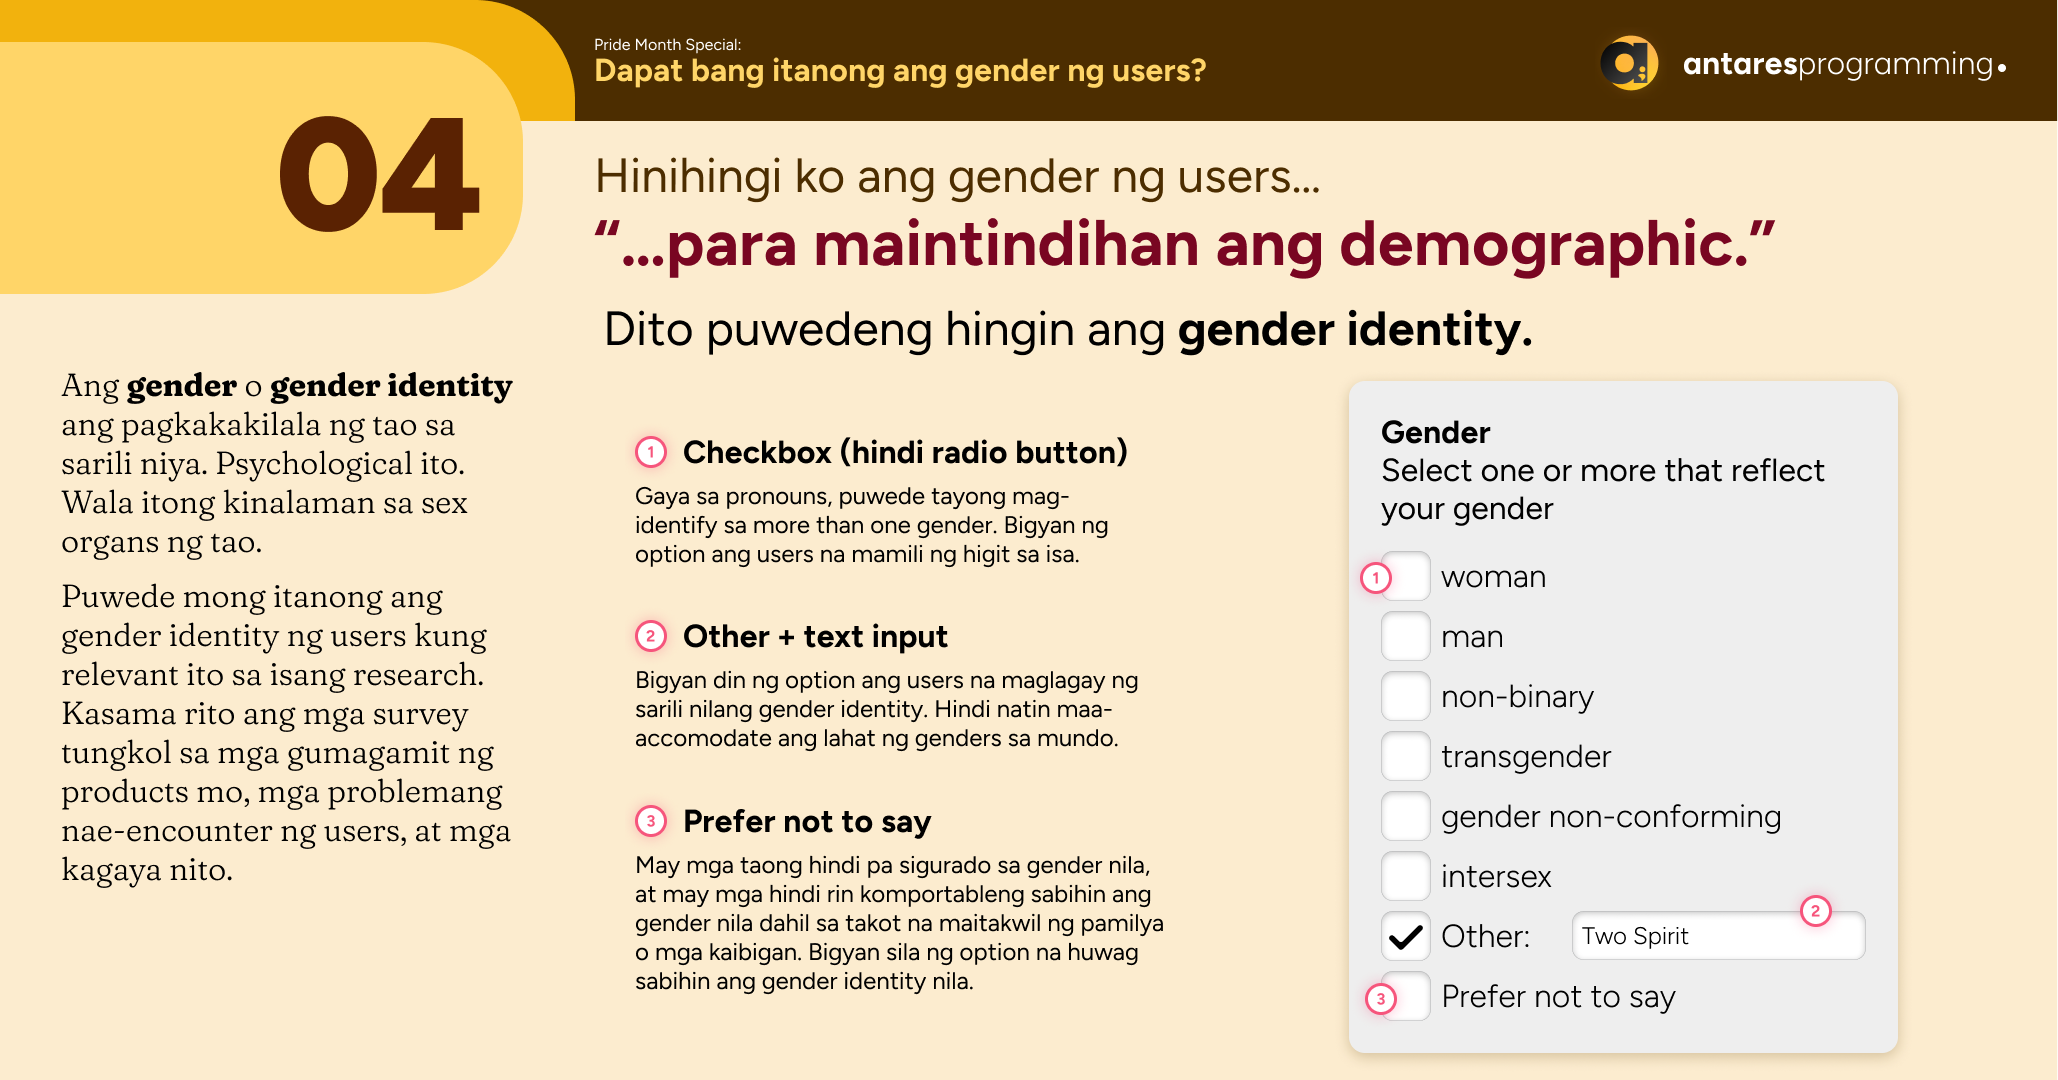 04
Pride Month Special:
Dapat bang itanong ang gender ng users?
antaresprogramming.
Hinihingi ko ang gender ng users...
“...para maintindihan ang demographic.”
Dito puwedeng hingin ang gender identity.
Ang gender o gender identity
ang pagkakakilala ng tao sa
sarili niya. Psychological ito.
Wala itong kinalaman sa sex
organs ng tao.
Puwede mong itanong ang
gender identity ng users kung
relevant ito sa isang research.
Kasama rito ang mga survey
tungkol sa mga gumagamit ng
products mo, mga problemang
nae-encounter ng users, at mga
kagaya nito.
1 Checkbox (hindi radio button)
Gaya sa pronouns, puwede tayong mag-
identify sa more than one gender. Bigyan ng
option ang users na mamili ng higit sa isa.
2 Other + text input
Bigyan din ng option ang users na maglagay ng
sarili nilang gender identity. Hindi natin maa-
accomodate ang lahat ng genders sa mundo.
3 Prefer not to say
May mga taong hindi pa sigurado sa gender nila,
at may mga hindi rin komportableng sabihin ang
gender nila dahil sa takot na maitakwil ng pamilya
o mga kaibigan. Bigyan sila ng option na huwag
sabihin ang gender identity nila.
Gender
Select one or more that reflect
your gender
1 woman
man
non-binary
transgender
gender non-conforming
intersex
Other: Two Spirit 2
3 Prefer not to say